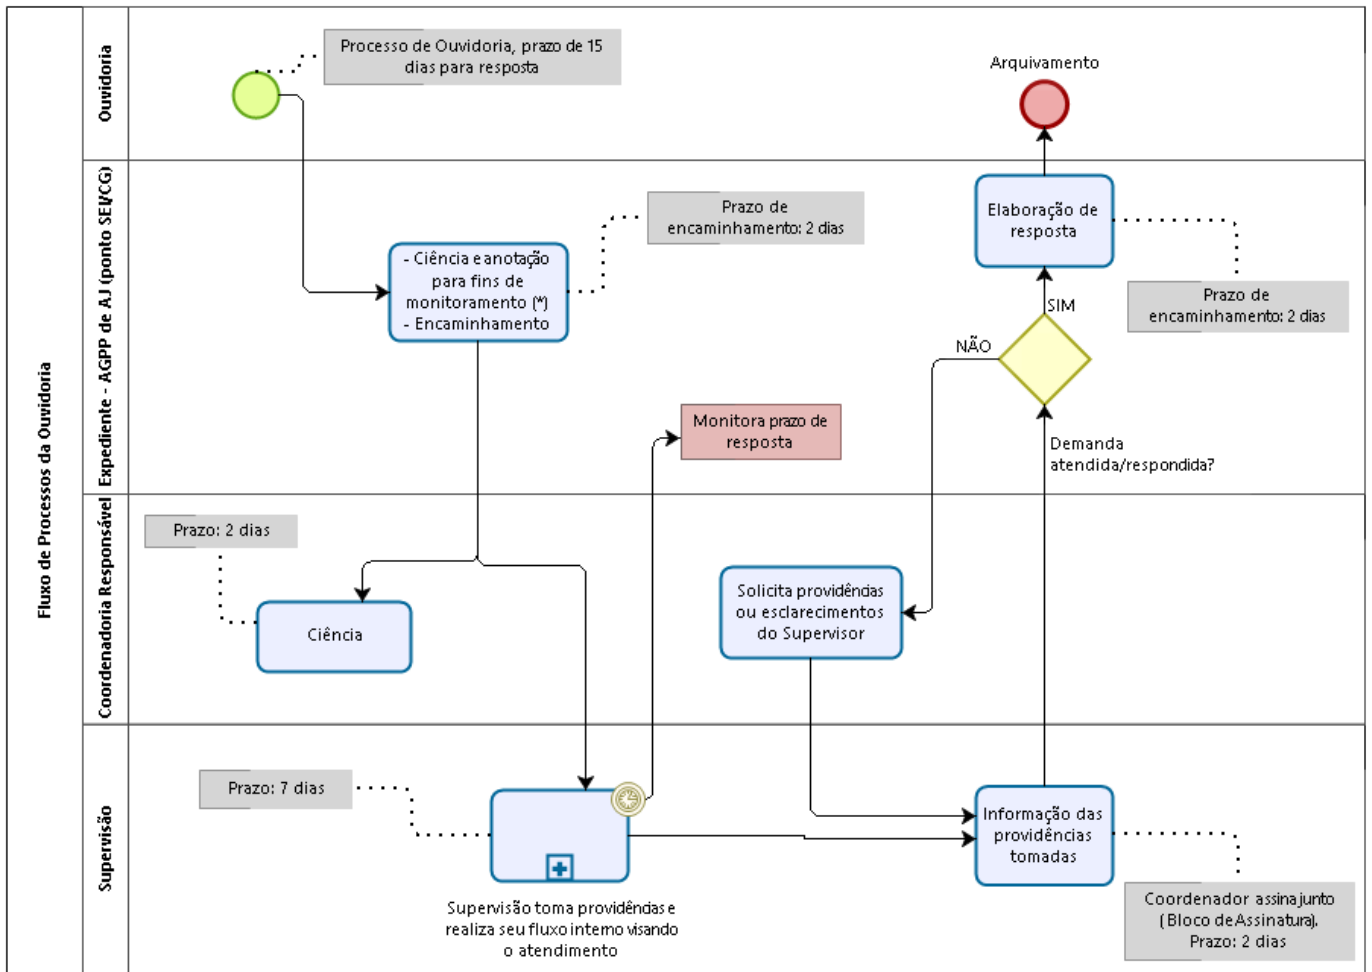 Fluxo de Processos da Ouvidoria
Ouvidoria
Processo de Ouvidoria, prazo de 15
dias para resposta
Arquivamento
Expediente - AGPP de AJ (ponto SEI/CG)
Prazo de
encaminhamento: 2 dias
- Ciência e anotação
para fins de
monitoramento (*)
- Encaminhamento
Elaboração de
resposta
Prazo de
encaminhamento: 2 dias
SIM
NÃO
Monitora prazo de
resposta
Demanda
atendida/respondida?
Coordenadoria Responsável
Prazo: 2 dias
Ciência
Solicita providências
ou esclarecimentos
do Supervisor
Supervisão
Prazo: 7 dias
Supervisão toma providências e
realiza seu fluxo interno visando
o atendimento
Informação das
providências
tomadas
Coordenador assina junto
(Bloco de Assinatura).
Prazo: 2 dias